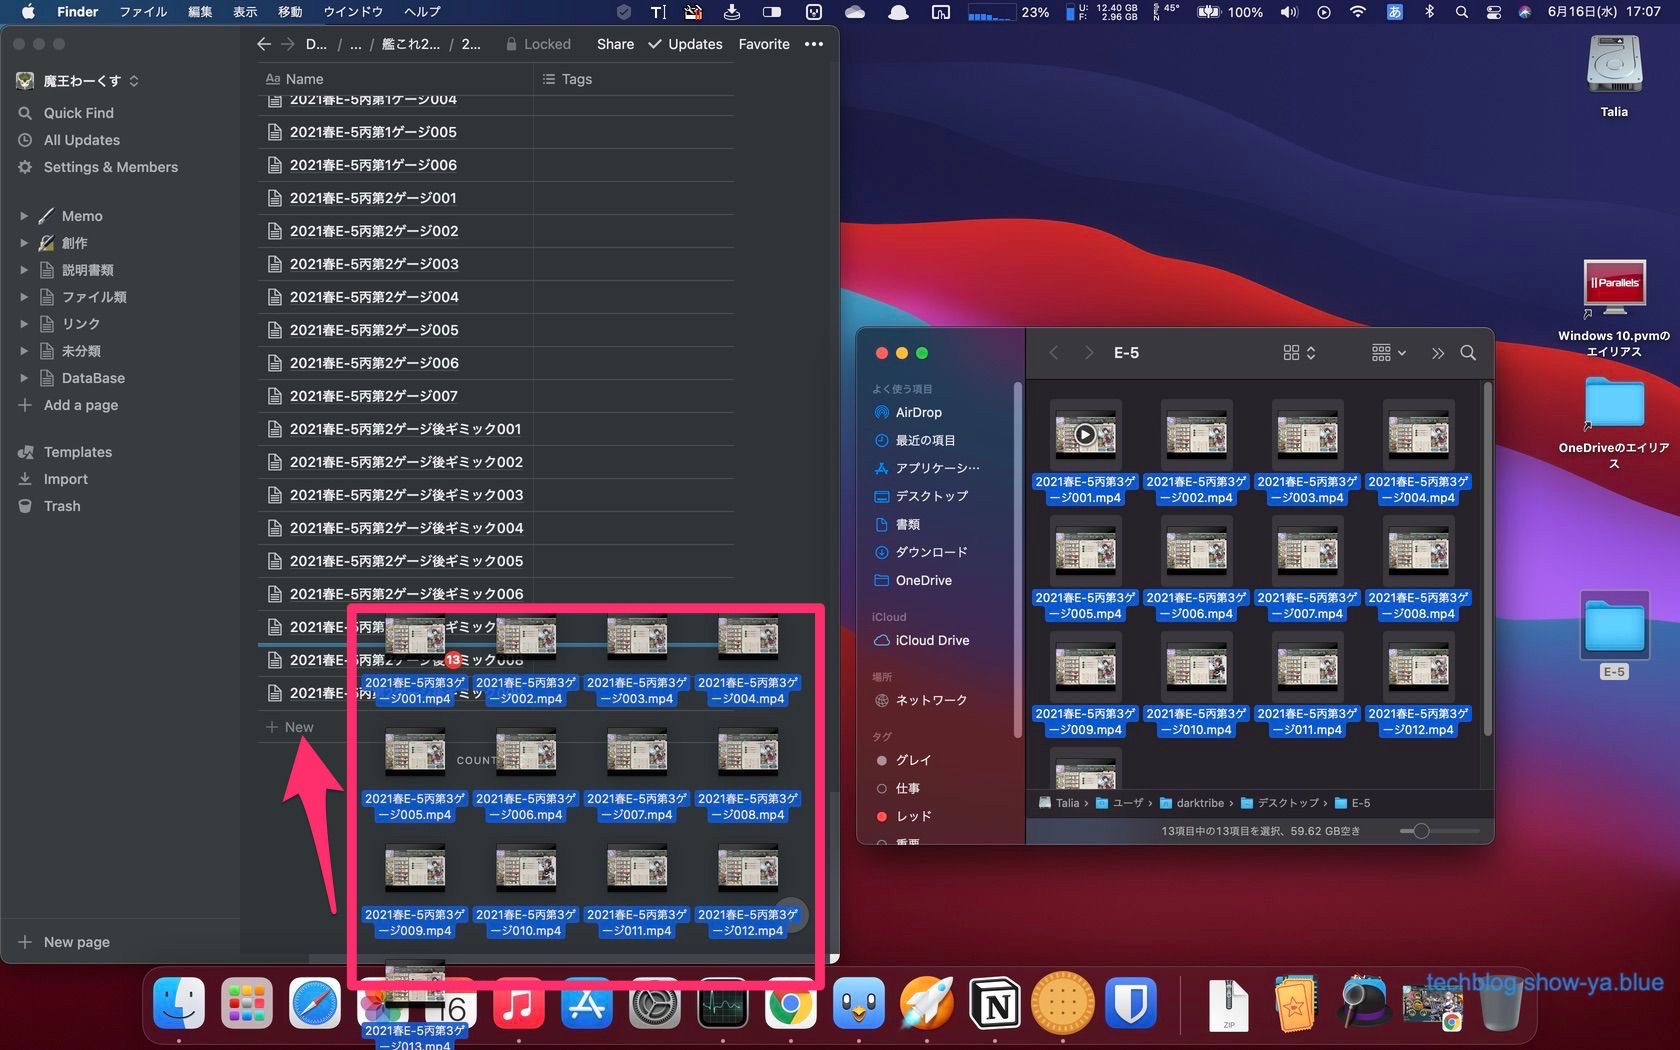 Finder ファイル 編集 表示 移動 ウインドウ ヘルプ
23% U: 12.40 GB F: 2.96 GB 45° 100% あ 6月16日(水) 17:07
D... / ... / 艦これ2... / 2... Locked Share Updates Favorite •••
魔王わーくす
Quick Find
All Updates
Settings & Members
Memo
創作
説明書類
ファイル類
リンク
未分類
DataBase
Add a page
Templates
Import
Trash
New page
Aa Name Tags
2021春E-5丙第1ゲージ004
2021春E-5丙第1ゲージ005
2021春E-5丙第1ゲージ006
2021春E-5丙第2ゲージ001
2021春E-5丙第2ゲージ002
2021春E-5丙第2ゲージ003
2021春E-5丙第2ゲージ004
2021春E-5丙第2ゲージ005
2021春E-5丙第2ゲージ006
2021春E-5丙第2ゲージ007
2021春E-5丙第2ゲージ後ギミック001
2021春E-5丙第2ゲージ後ギミック002
2021春E-5丙第2ゲージ後ギミック003
2021春E-5丙第2ゲージ後ギミック004
2021春E-5丙第2ゲージ後ギミック005
2021春E-5丙第2ゲージ後ギミック006
2021春E-5 ギミック
2021春E-5丙第2ゲージ後 ミック008
2021春E-5
New
COUNT
13
2021春E-5丙第3ゲ
ージ001.mp4
2021春E-5丙第3ゲ
ージ002.mp4
2021春E-5丙第3ゲ
ージ003.mp4
2021春E-5丙第3ゲ
ージ004.mp4
2021春E-5丙第3ゲ
ージ005.mp4
2021春E-5丙第3ゲ
ージ006.mp4
2021春E-5丙第3ゲ
ージ007.mp4
2021春E-5丙第3ゲ
ージ008.mp4
2021春E-5丙第3ゲ
ージ009.mp4
2021春E-5丙第3ゲ
ージ010.mp4
2021春E-5丙第3ゲ
ージ011.mp4
2021春E-5丙第3ゲ
ージ012.mp4
2021春E-5丙第3ゲ
ージ013.mp4
E-5
よく使う項目
AirDrop
最近の項目
アプリケーシ…
デスクトップ
書類
ダウンロード
OneDrive
iCloud
iCloud Drive
場所
ネットワーク
タグ
グレイ
仕事
レッド
重要
2021春E-5丙第3ゲ
ージ001.mp4
2021春E-5丙第3ゲ
ージ002.mp4
2021春E-5丙第3ゲ
ージ003.mp4
2021春E-5丙第3ゲ
ージ004.mp4
2021春E-5丙第3ゲ
ージ005.mp4
2021春E-5丙第3ゲ
ージ006.mp4
2021春E-5丙第3ゲ
ージ007.mp4
2021春E-5丙第3ゲ
ージ008.mp4
2021春E-5丙第3ゲ
ージ009.mp4
2021春E-5丙第3ゲ
ージ010.mp4
2021春E-5丙第3ゲ
ージ011.mp4
2021春E-5丙第3ゲ
ージ012.mp4
Talia › ユーザ › darktribe › デスクトップ › E-5
13項目中の13項目を選択、59.62 GB空き
Talia
Parallels
Windows 10.pvmの
エイリアス
OneDriveのエイリア
ス
E-5
16
ZIP
techblog-show-ya.blue